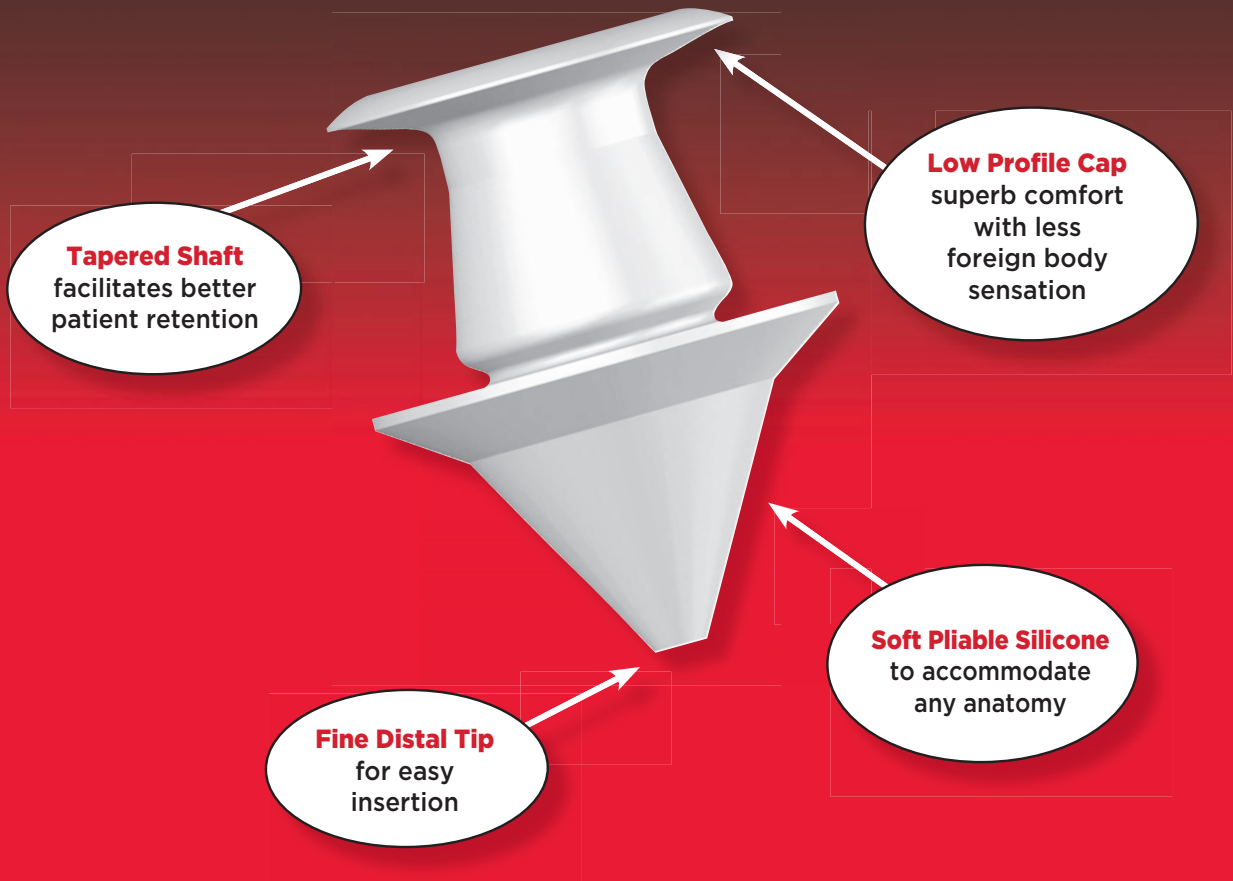 Low Profile Cap
superb comfort
with less
foreign body
sensation
Tapered Shaft
facilitates better
patient retention
Soft Pliable Silicone
to accommodate
any anatomy
Fine Distal Tip
for easy
insertion